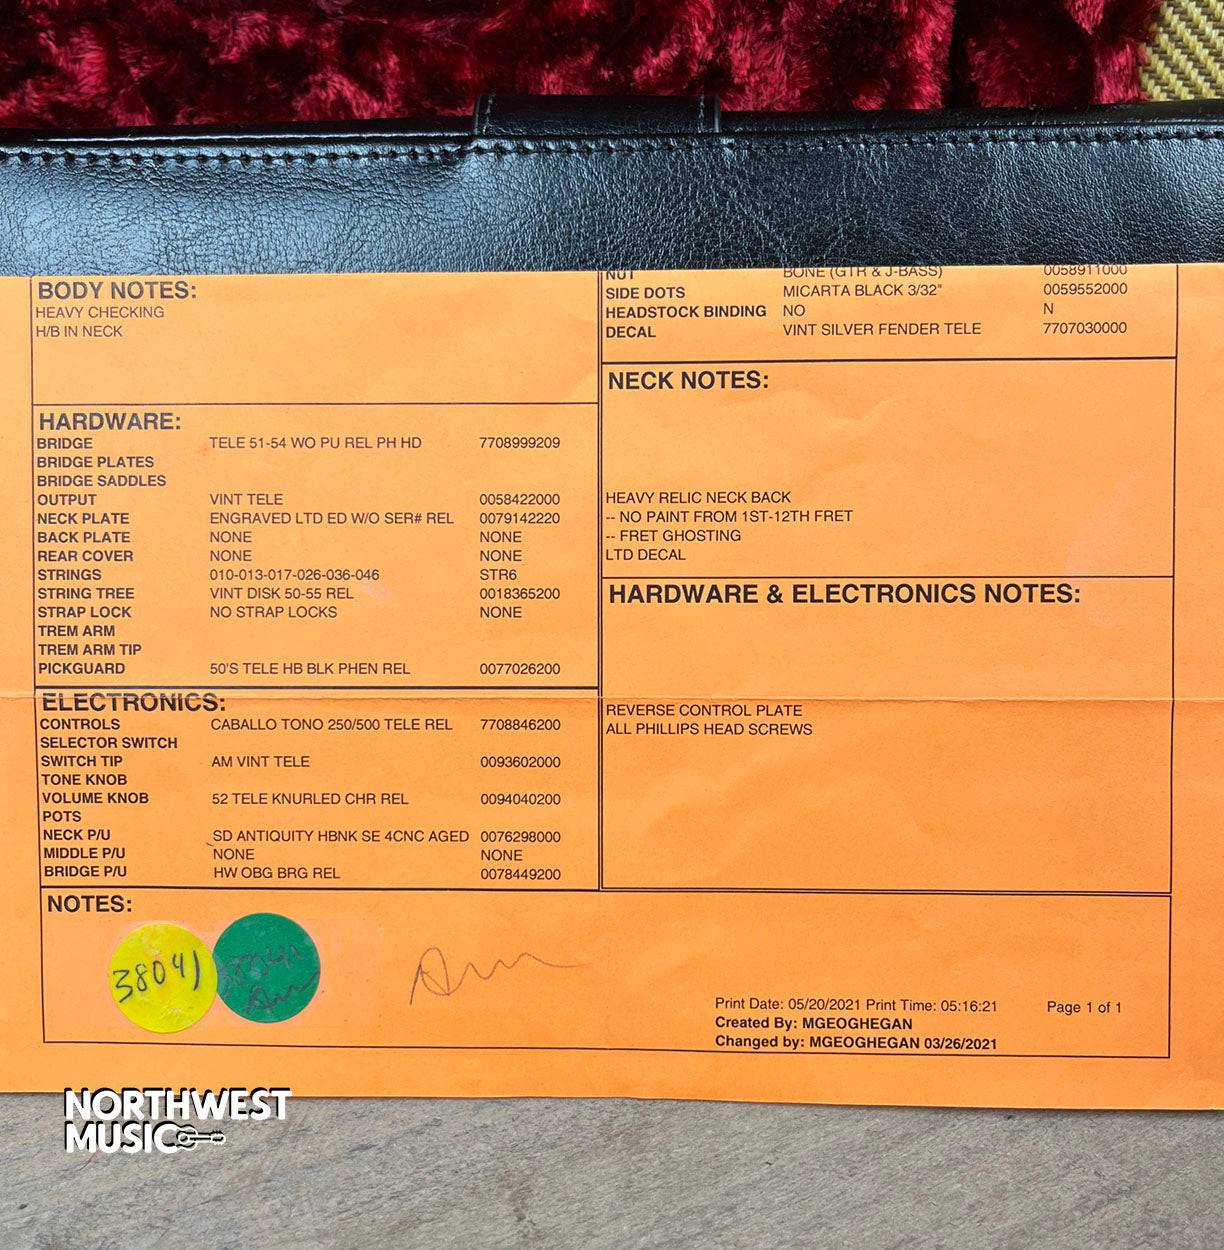 BODY NOTES:
HEAVY CHECKING
H/B IN NECK
HARDWARE:
BRIDGE TELE 51-54 WO PU REL PH HD 7708999209
BRIDGE PLATES
BRIDGE SADDLES
OUTPUT VINT TELE 0058422000
NECK PLATE ENGRAVED LTD ED W/O SER# REL 0079142220
BACK PLATE NONE NONE
REAR COVER NONE NONE
STRINGS 010-013-017-026-036-046 STR6
STRING TREE VINT DISK 50-55 REL 0018365200
STRAP LOCK NO STRAP LOCKS NONE
TREM ARM
TREM ARM TIP
PICKGUARD 50'S TELE HB BLK PHEN REL 0077026200
ELECTRONICS:
CONTROLS CABALLO TONO 250/500 TELE REL 7708846200
SELECTOR SWITCH
SWITCH TIP AM VINT TELE 0093602000
TONE KNOB
VOLUME KNOB 52 TELE KNURLED CHR REL 0094040200
POTS
NECK P/U SD ANTIQUITY HBNK SE 4CNC AGED 0076298000
MIDDLE P/U NONE NONE
BRIDGE P/U HW OBG BRG REL 0078449200
NUT BONE (GTR & J-BASS) 0058911000
SIDE DOTS MICARTA BLACK 3/32" 0059552000
HEADSTOCK BINDING NO N
DECAL VINT SILVER FENDER TELE 7707030000
NECK NOTES:
HEAVY RELIC NECK BACK
-- NO PAINT FROM 1ST-12TH FRET
-- FRET GHOSTING
LTD DECAL
HARDWARE & ELECTRONICS NOTES:
REVERSE CONTROL PLATE
ALL PHILLIPS HEAD SCREWS
NOTES:
38041
38041
Print Date: 05/20/2021 Print Time: 05:16:21 Page 1 of 1
Created By: MGEOGHEGAN
Changed by: MGEOGHEGAN 03/26/2021
NORTHWEST
MUSIC